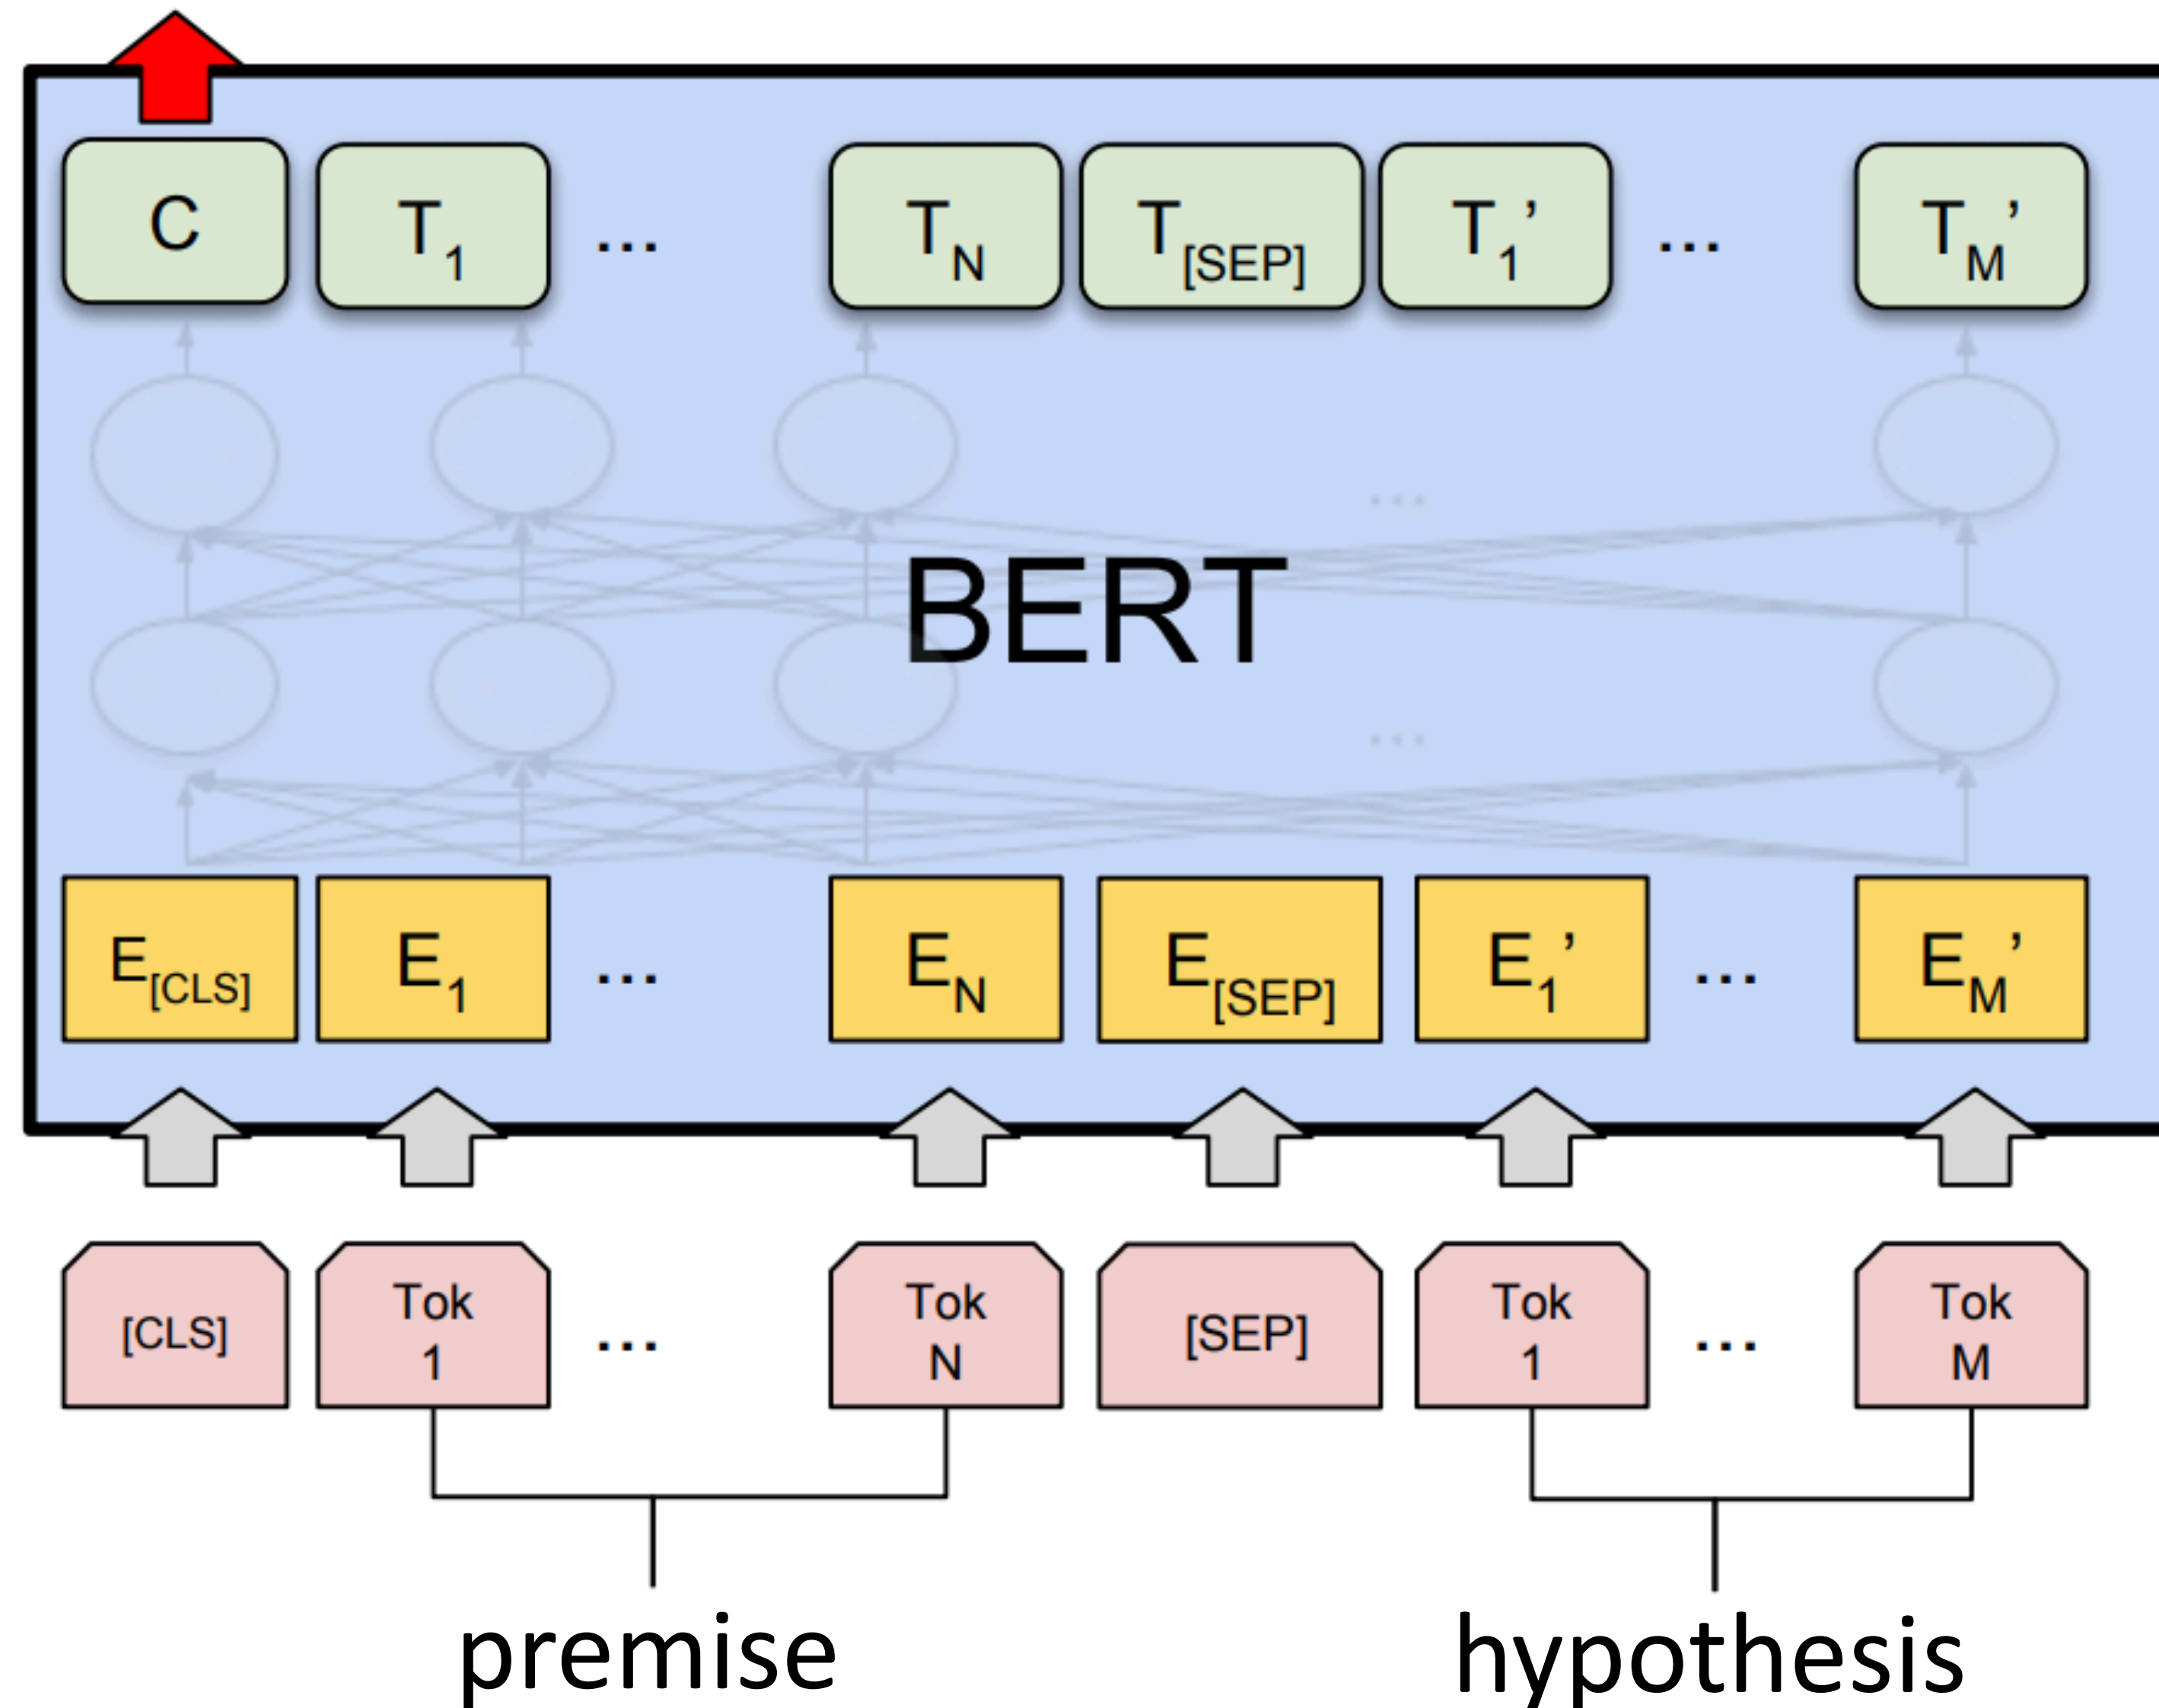 C T1 ... TN T[SEP] T1’ ... TM’
...
BERT
...
E[CLS] E1 ... EN E[SEP] E1’ ... EM’
[CLS] Tok 1 ... Tok N [SEP] Tok 1 ... Tok M
premise hypothesis